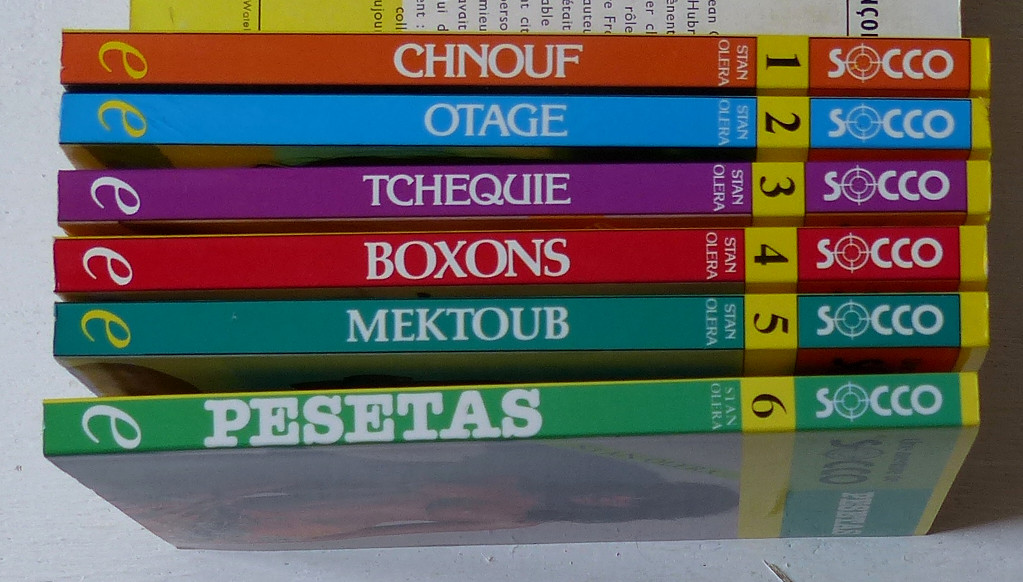 e CHNOUF STAN OLERA 1 SOCCO
e OTAGE STAN OLERA 2 SOCCO
e TCHEQUIE STAN OLERA 3 SOCCO
e BOXONS STAN OLERA 4 SOCCO
e MEKTOUB STAN OLERA 5 SOCCO
e PESETAS STAN OLERA 6 SOCCO
SOCCO
PESETAS